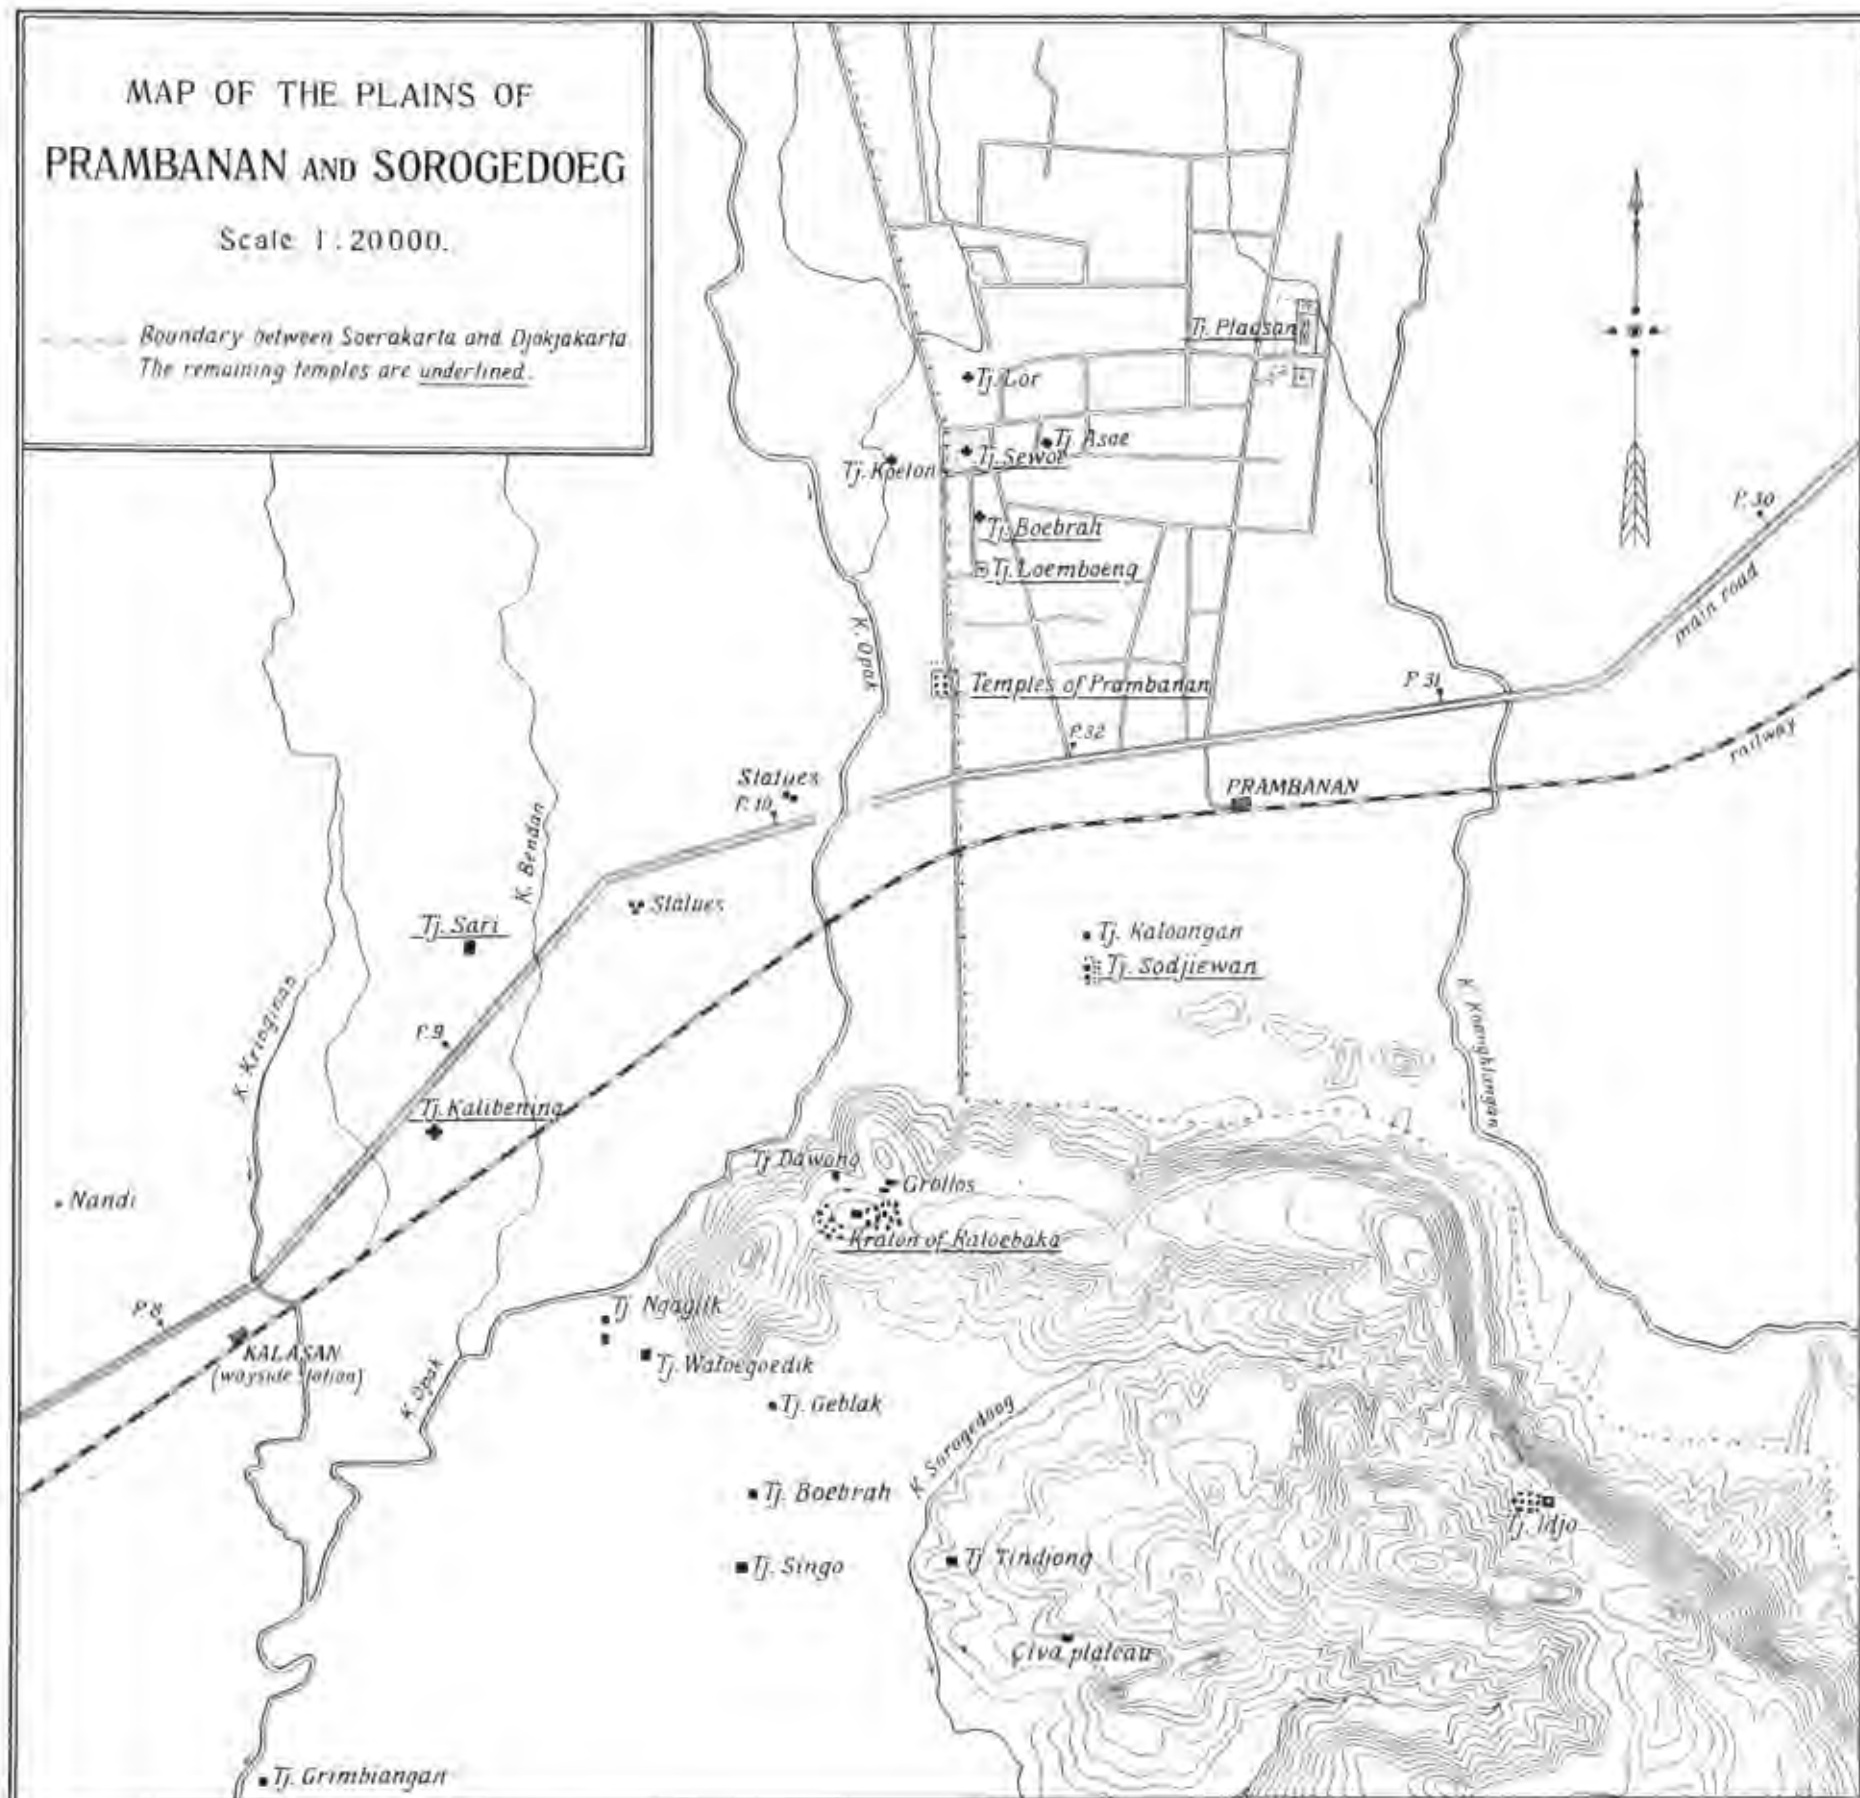 MAP OF THE PLAINS OF
PRAMBANAN AND SOROGEDOEG
Scale 1:20000.
Boundary between Soerakarta and Djokjakarta
The remaining temples are underlined.
Tj. Plaosan
Tj. Lor
Tj. Asoe
Tj. Sewoe
Tj. Koelon
P. 30
Tj. Boebrah
Tj. Loemboeng
main road
K. Opak
Temples of Prambanan
P. 31
P. 32
railway
Statues
P. 10
PRAMBANAN
K. Bendan
Statues
Tj. Sari
Tj. Kaloongan
Tj. Sodjiewan
K. Kringinan
P. 9
Tj. Kalibening
Tj. Dawong
Grottos
Nandi
Kraton of Ratoebaka
P. 8
Tj. Ngaglik
KALASAN
(wayside station)
Tj. Watoegoedik
K. Opak
Tj. Geblak
K. Sorogedoog
Tj. Boebrah
Tj. Idjo
Tj. Singo
Tj. Tindjong
Çiva plateau
Tj. Grimbiangan